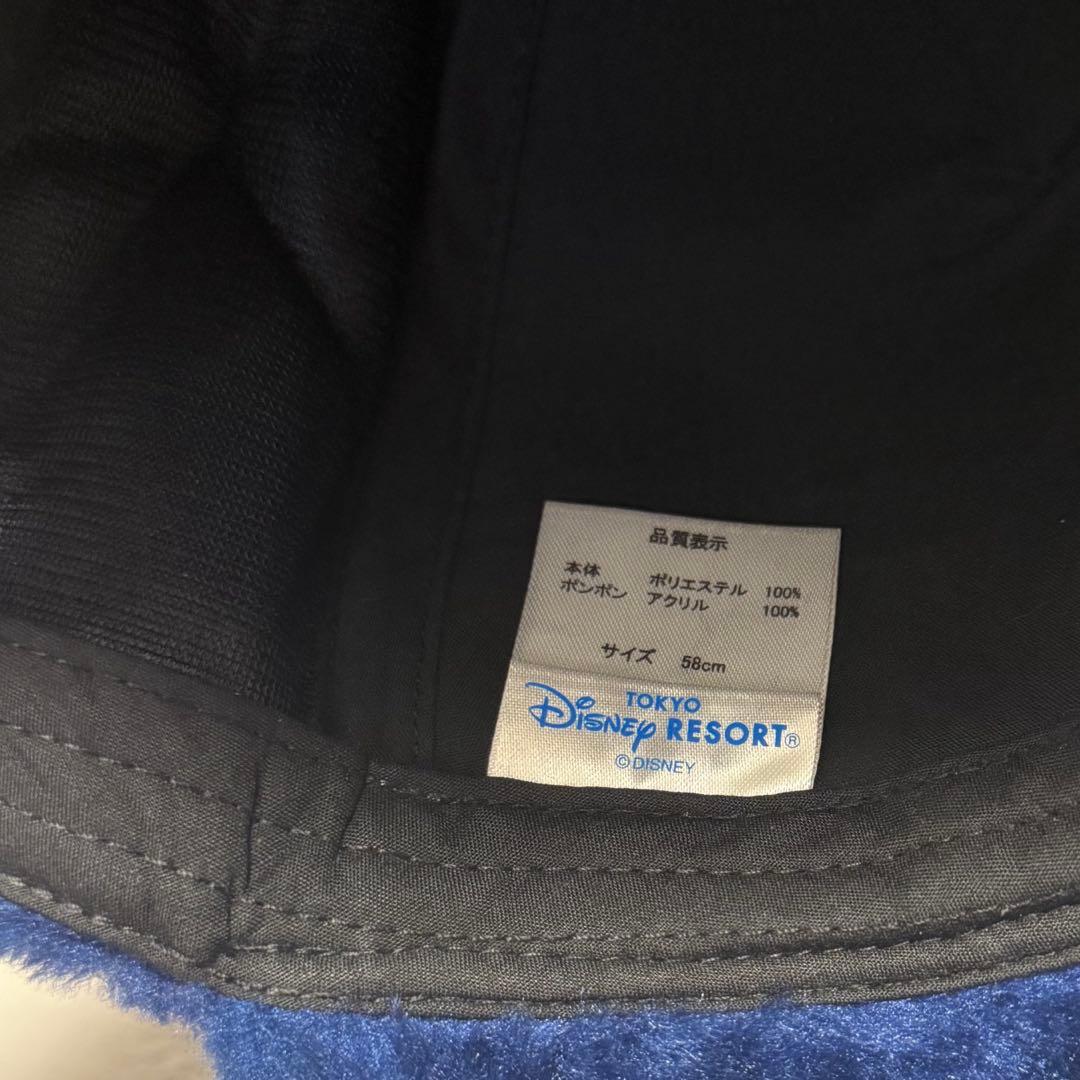 品質表示
本体 ポリエステル 100%
ポンポン アクリル 100%
サイズ 58cm
TOKYO
Disney RESORT®
©DISNEY